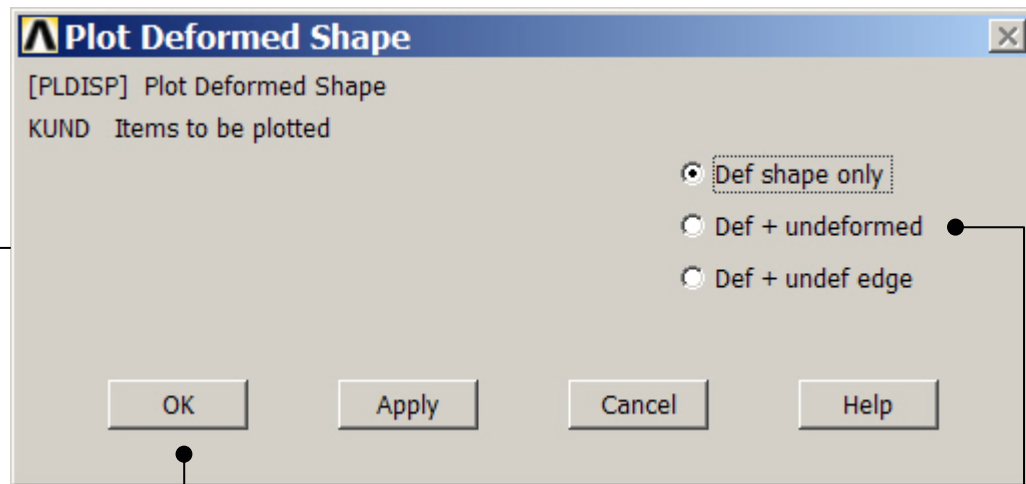 Plot Deformed Shape
[PLDISP] Plot Deformed Shape
KUND Items to be plotted
Def shape only
Def + undeformed
Def + undef edge
OK Apply Cancel Help